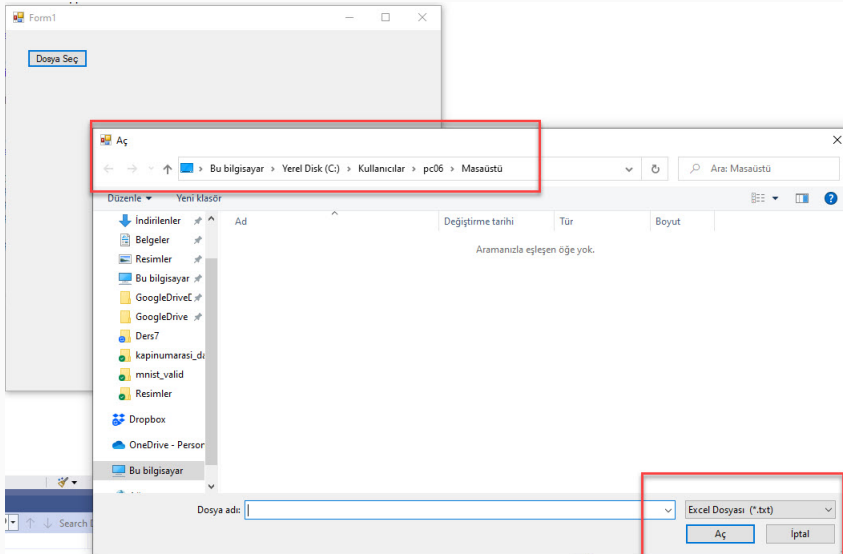 Form1
Dosya Seç
Aç
Bu bilgisayar > Yerel Disk (C:) > Kullanıcılar > pc06 > Masaüstü
Ara: Masaüstü
Düzenle
Yeni klasör
Ad
Değiştirme tarihi
Tür
Boyut
Aramanızla eşleşen öğe yok.
İndirilenler
Belgeler
Resimler
Bu bilgisayar
GoogleDriveD
GoogleDrive
Ders7
kapinumarasi_da
mnist_valid
Resimler
Dropbox
OneDrive - Person
Bu bilgisayar
Dosya adı:
Excel Dosyası (*.txt)
Aç
İptal
Search